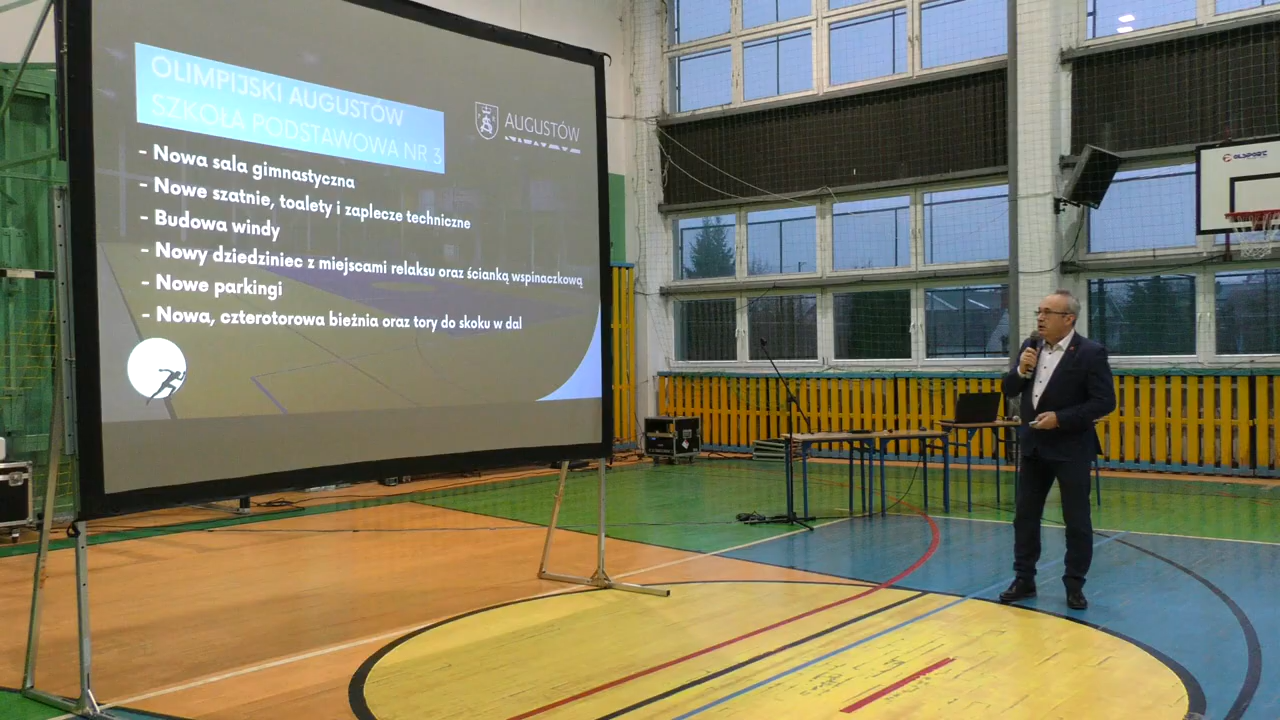 OLIMPIJSKI AUGUSTÓW
SZKOŁA PODSTAWOWA NR 3
AUGUSTÓW
- Nowa sala gimnastyczna
- Nowe szatnie, toalety i zaplecze techniczne
- Budowa windy
- Nowy dziedziniec z miejscami relaksu oraz ścianką wspinaczkową
- Nowe parkingi
- Nowa, czterotorowa bieżnia oraz tory do skoku w dal
OLSPORT